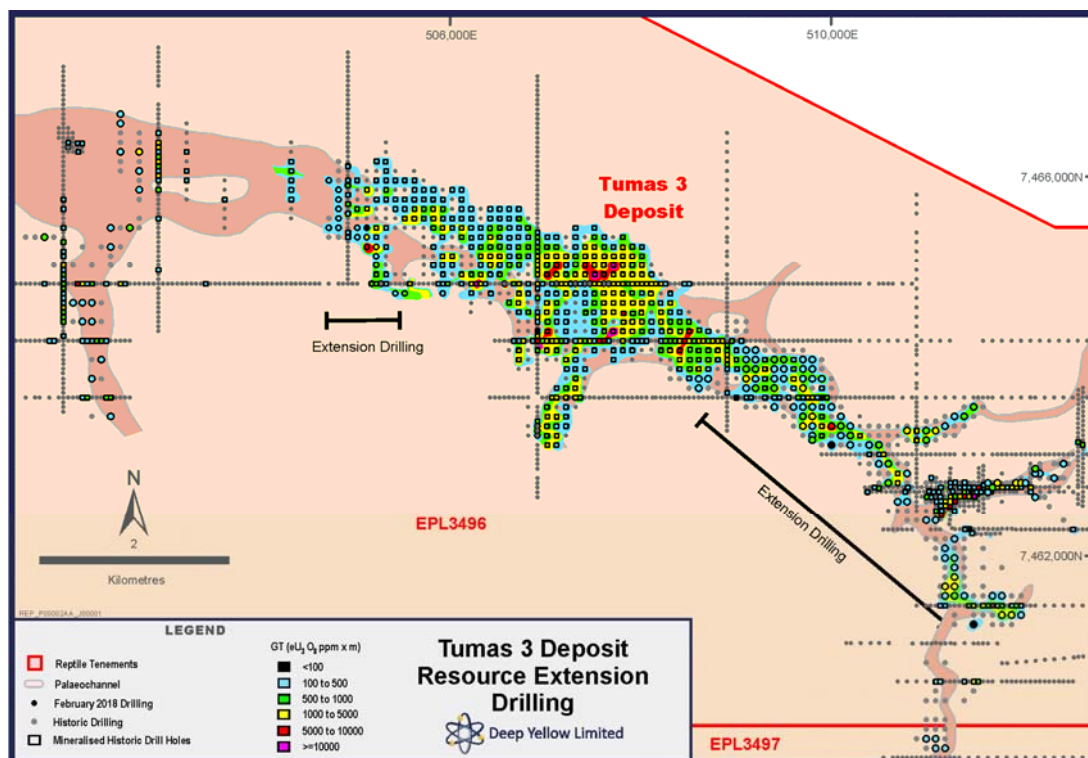 506,000E
510,000E
7,466,000N
Tumas 3
Deposit
Extension Drilling
Extension Drilling
N
EPL3496
2
Kilometres
7,462,000N
REP_P00002AA_J00001
LEGEND
Reptile Tenements
Palaeochannel
February 2018 Drilling
Historic Drilling
Mineralised Historic Drill Holes
GT (eU3 O8 ppm x m)
<100
100 to 500
500 to 1000
1000 to 5000
5000 to 10000
>=10000
Tumas 3 Deposit
Resource Extension
Drilling
Deep Yellow Limited
EPL3497